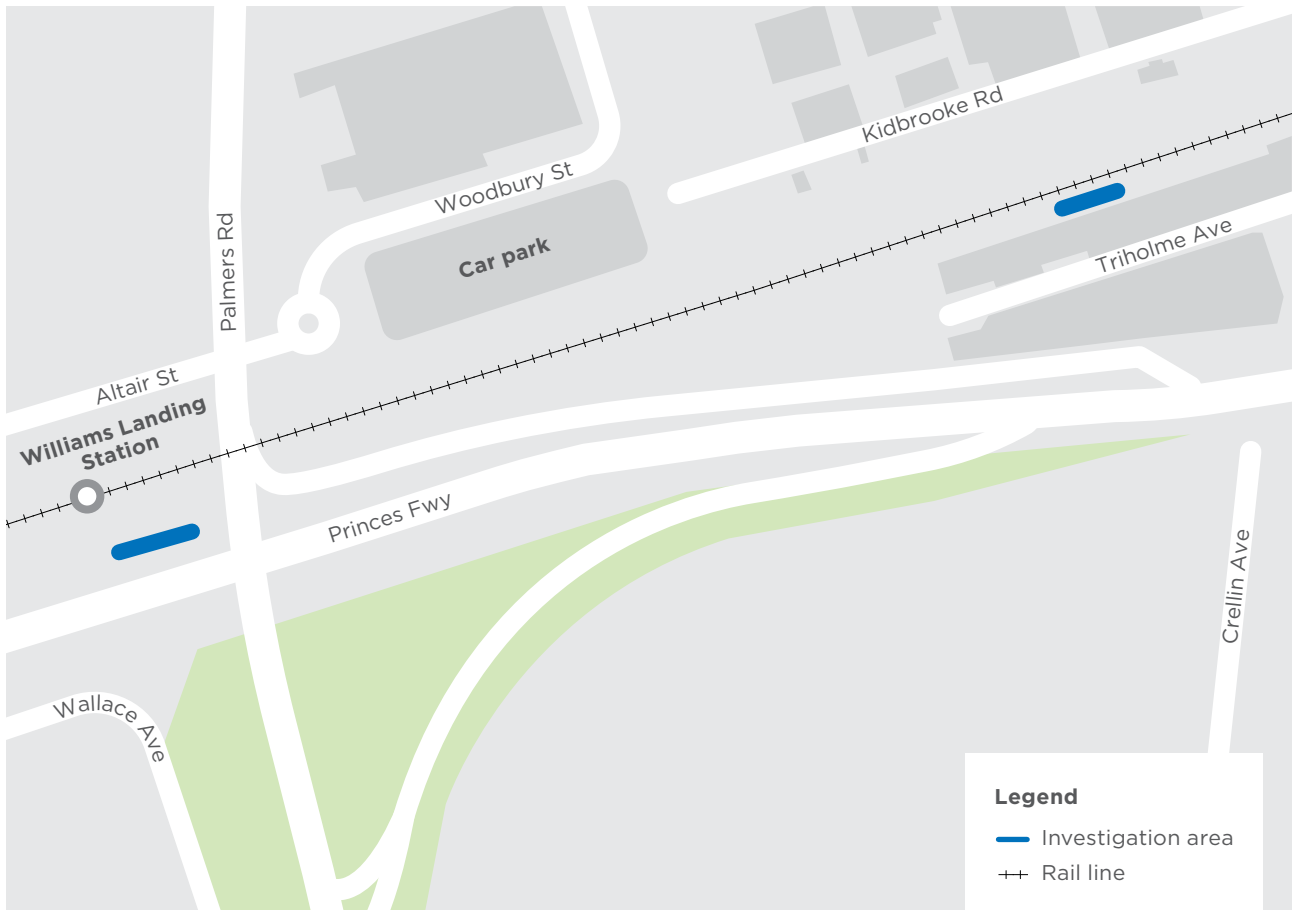 Kidbrooke Rd
Woodbury St
Palmers Rd
Car park
Triholme Ave
Altair St
Williams Landing
Station
Princes Fwy
Crellin Ave
Wallace Ave
Legend
Investigation area
Rail line